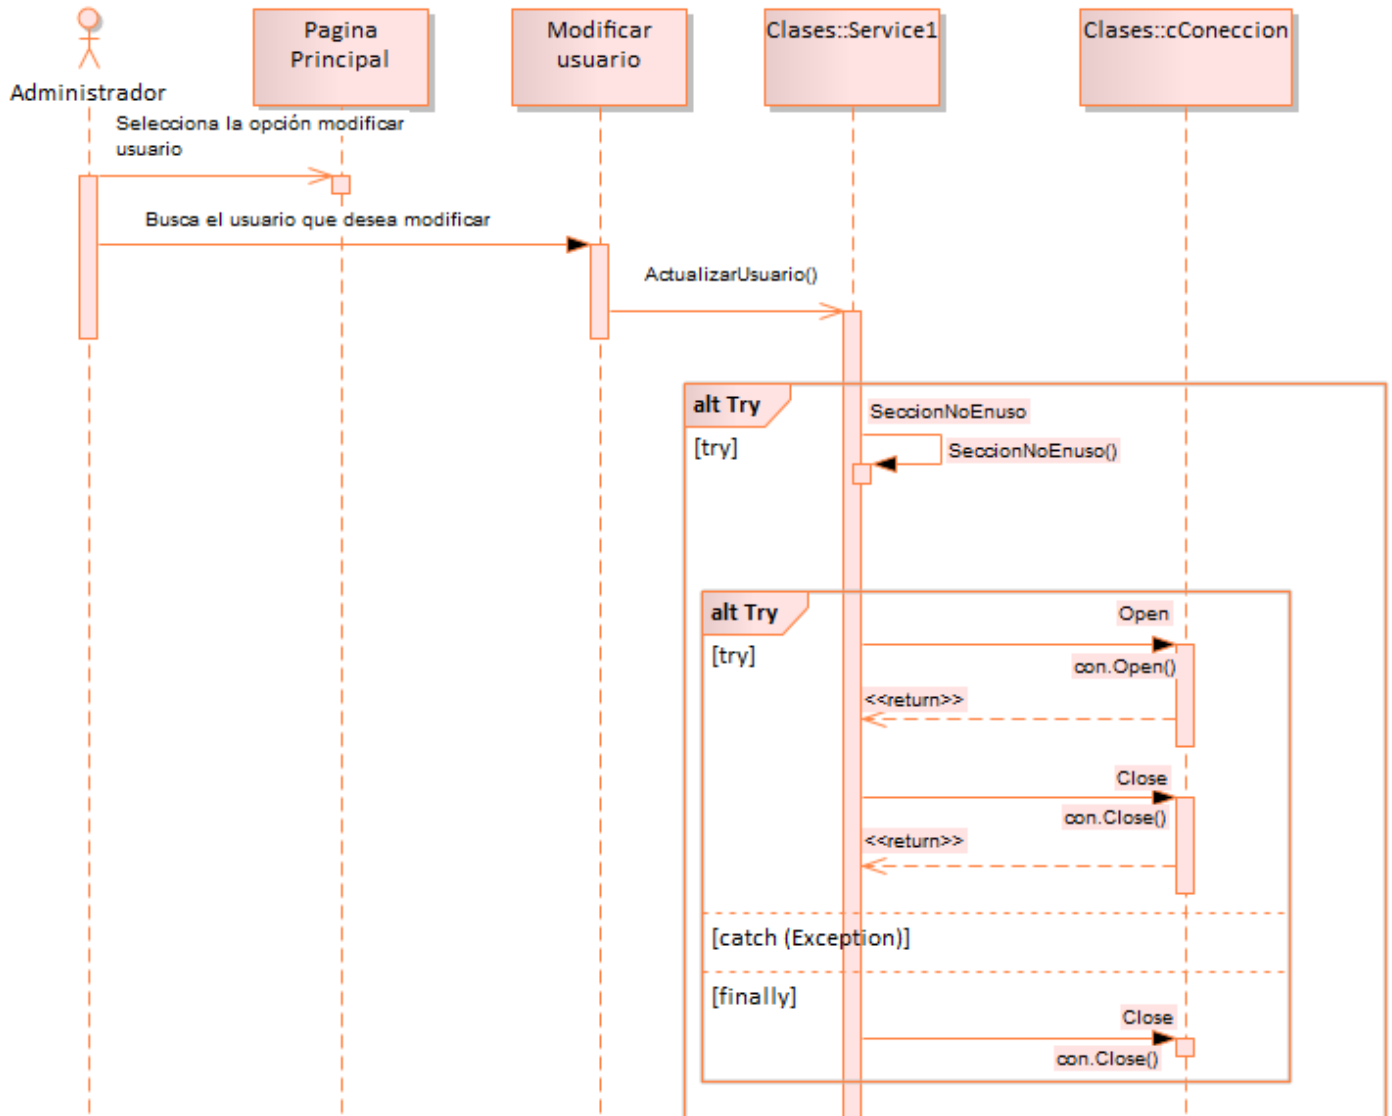 Administrador
Pagina
Principal
Modificar
usuario
Clases::Service1
Clases::cConeccion
Selecciona la opción modificar
usuario
Busca el usuario que desea modificar
ActualizarUsuario()
alt Try
[try]
SeccionNoEnuso
SeccionNoEnuso()
alt Try
[try]
Open
con.Open()
<<return>>
Close
con.Close()
<<return>>
[catch (Exception)]
[finally]
Close
con.Close()